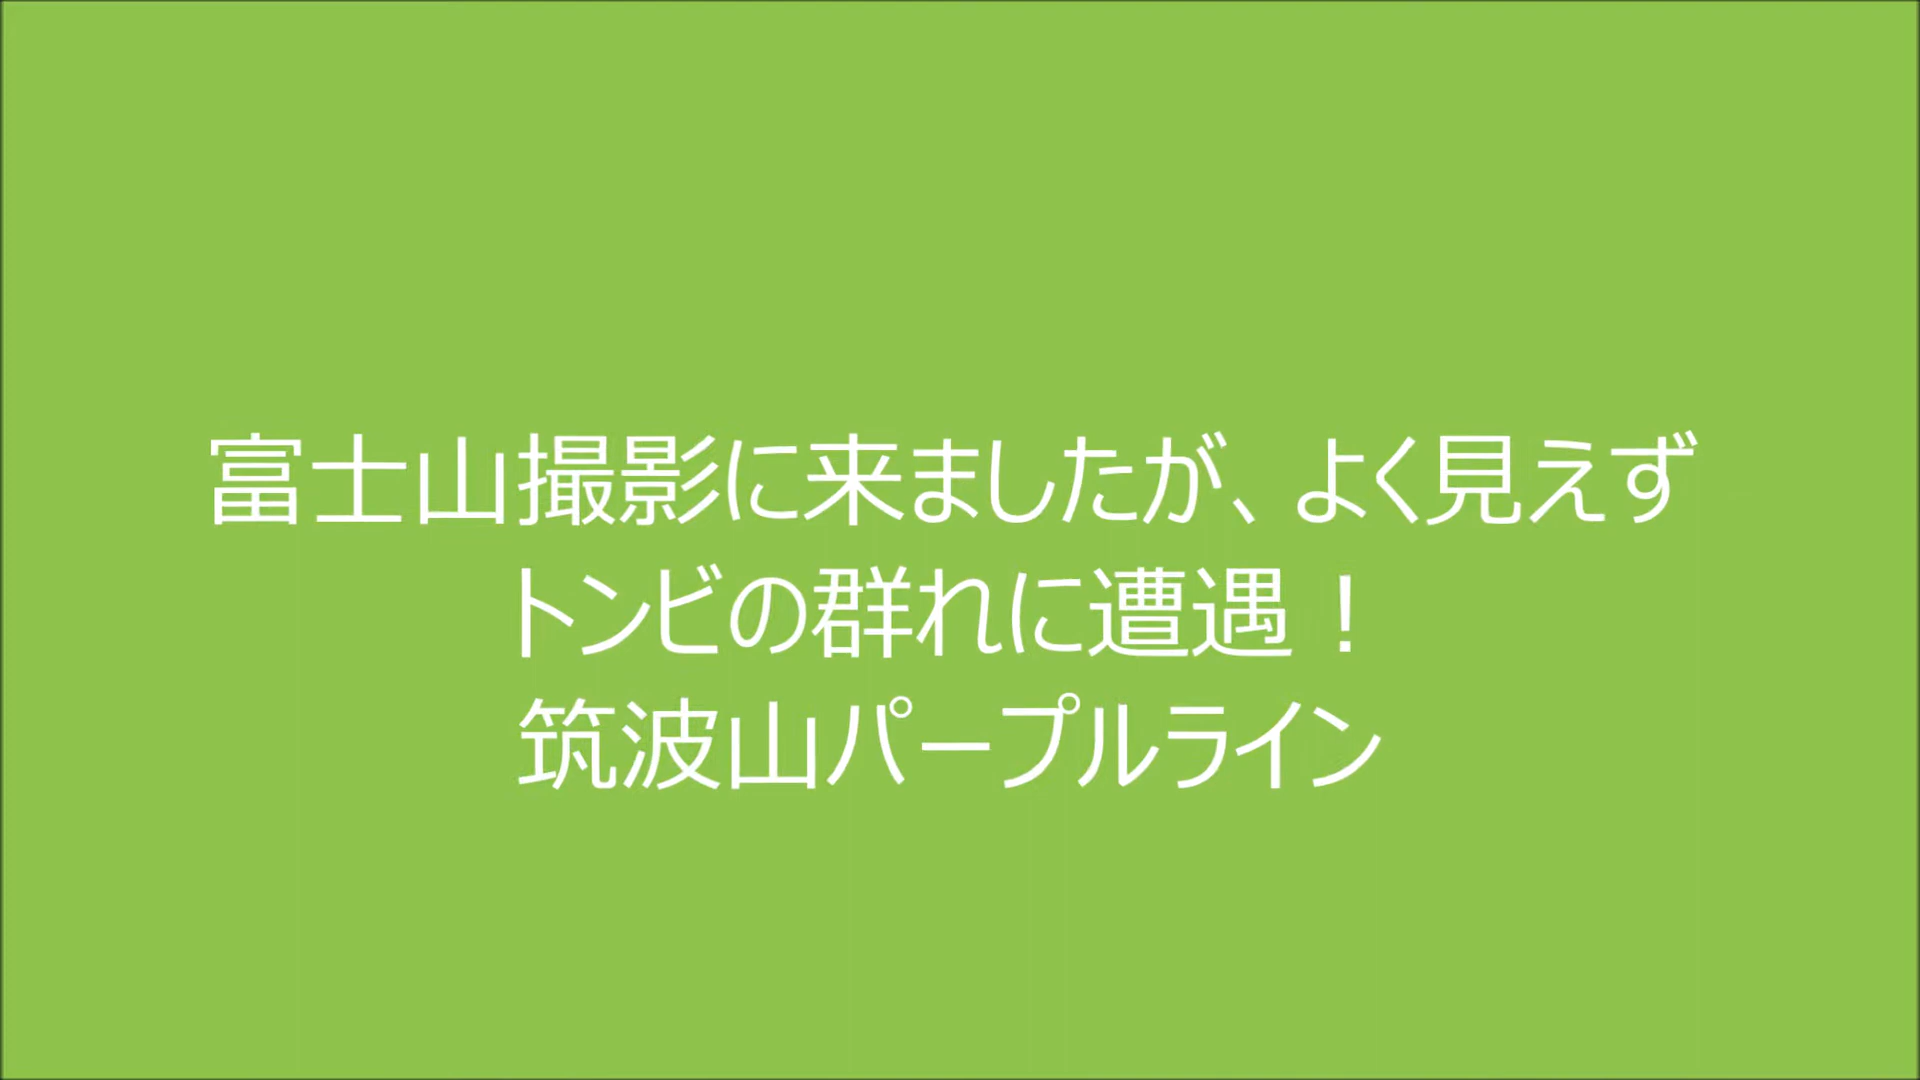 富士山撮影に来ましたが、よく見えず
トンビの群れに遭遇！
筑波山パープルライン